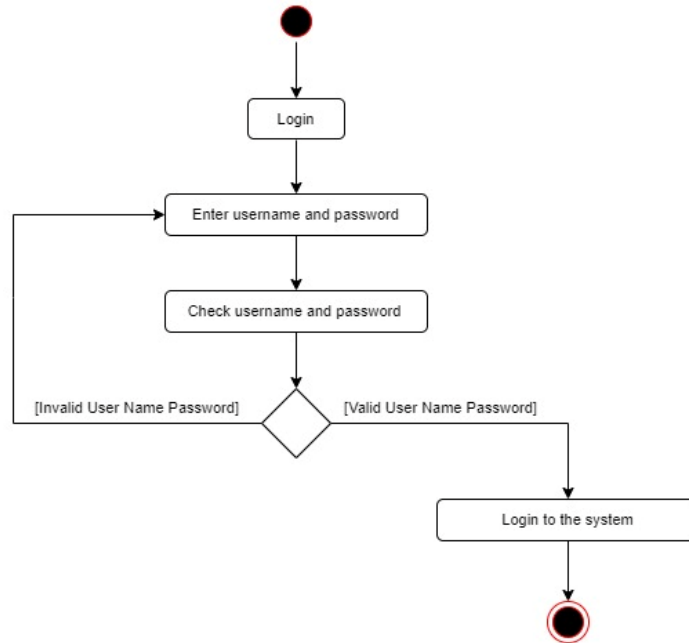 Login
Enter username and password
Check username and password
[Invalid User Name Password]
[Valid User Name Password]
Login to the system